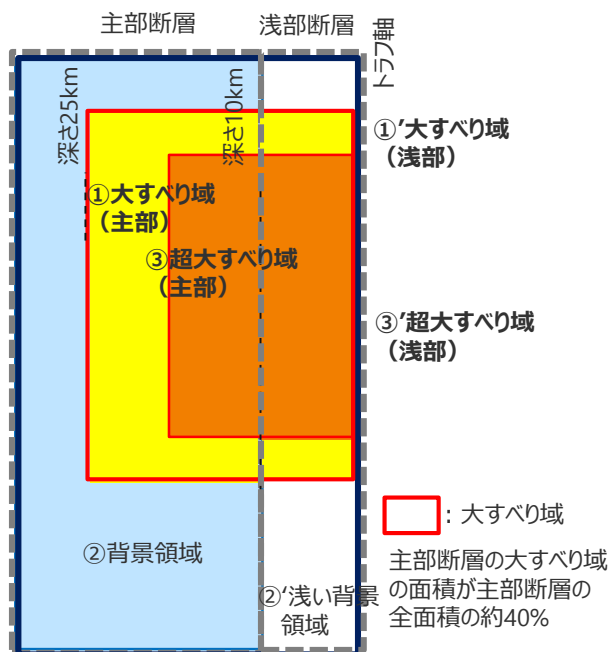 主部断層
浅部断層
トラフ軸
深さ25km
深さ10km
①’大すべり域
（浅部）
①大すべり域
（主部）
③超大すべり域
（主部）
③’超大すべり域
（浅部）
：大すべり域
主部断層の大すべり域
の面積が主部断層の
全面積の約40%
②背景領域
②‘浅い背景
領域